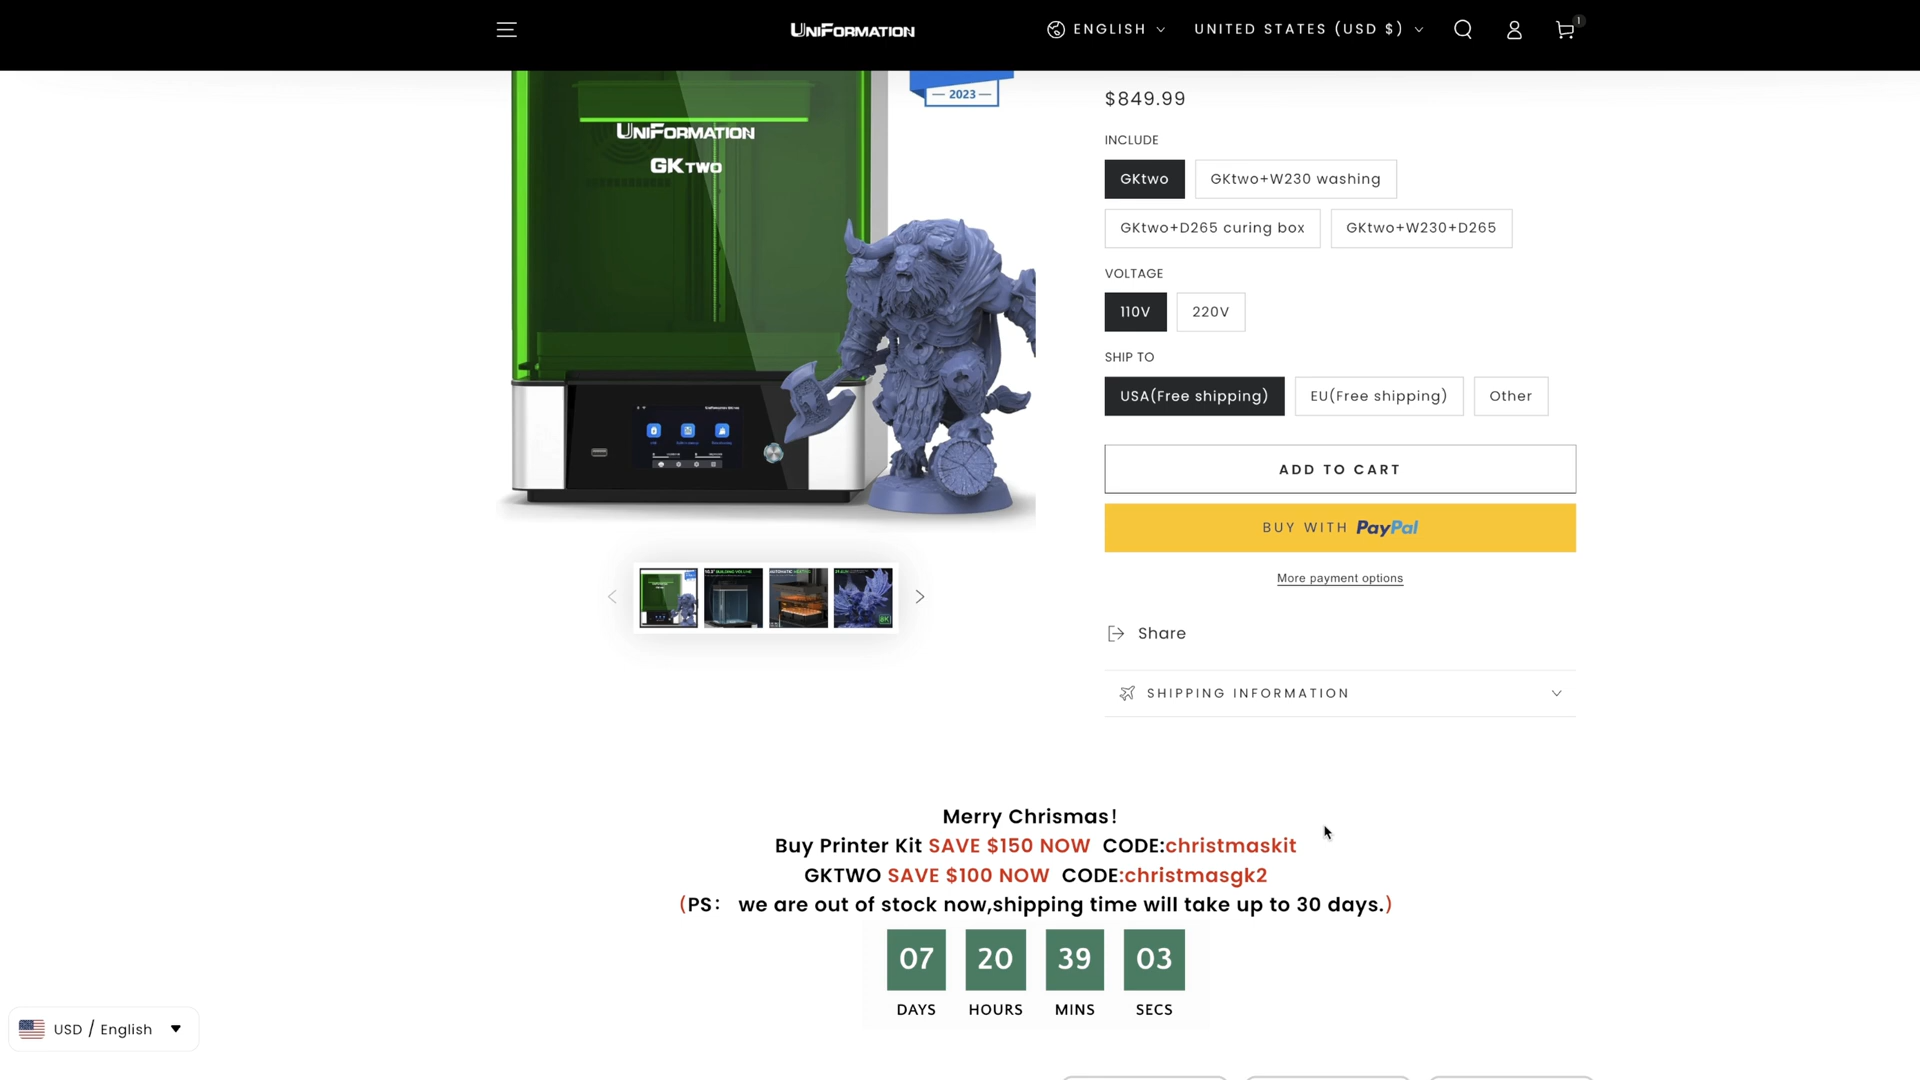 UNIFORMATION
ENGLISH
UNITED STATES (USD $)
1
2023
UNIFORMATION
GKTWO
$849.99
INCLUDE
GKtwo
GKtwo+W230 washing
GKtwo+D265 curing box
GKtwo+W230+D265
VOLTAGE
110V
220V
SHIP TO
USA(Free shipping)
EU(Free shipping)
Other
ADD TO CART
BUY WITH PayPal
More payment options
Share
SHIPPING INFORMATION
Merry Chrismas!
Buy Printer Kit SAVE $150 NOW CODE:christmaskit
GKTWO SAVE $100 NOW CODE:christmasgk2
(PS: we are out of stock now,shipping time will take up to 30 days.)
07 20 39 03
DAYS HOURS MINS SECS
USD / English